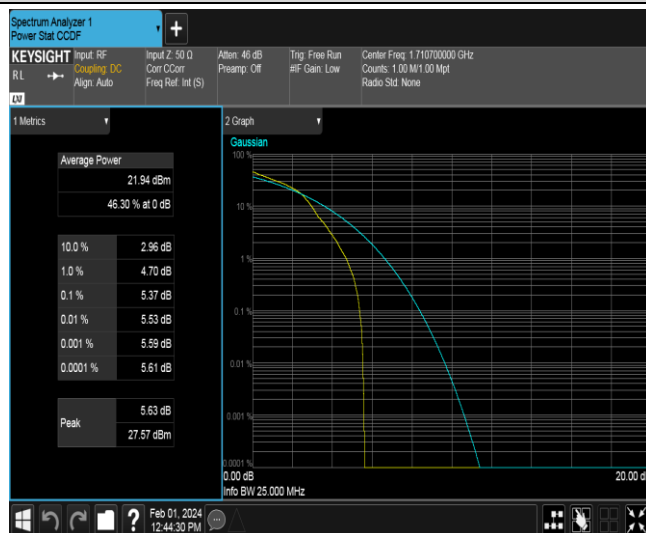 Spectrum Analyzer 1
Power Stat CCDF
+
KEYSIGHT
RL
LXI
Input: RF
Coupling: DC
Align: Auto
Input Z: 50 Ω
Corr CCorr
Freq Ref: Int (S)
Atten: 46 dB
Preamp: Off
Trig: Free Run
#IF Gain: Low
Center Freq: 1.710700000 GHz
Counts: 1.00 M/1.00 Mpt
Radio Std: None
1 Metrics
Average Power
21.94 dBm
46.30 % at 0 dB
10.0 % 2.96 dB
1.0 % 4.70 dB
0.1 % 5.37 dB
0.01 % 5.53 dB
0.001 % 5.59 dB
0.0001 % 5.61 dB
Peak
5.63 dB
27.57 dBm
2 Graph
Gaussian
100 %
10 %
1 %
0.1 %
0.01 %
0.001 %
0.0001 %
0.00 dB
20.00 d
Info BW 25.000 MHz
?
Feb 01, 2024
12:44:30 PM